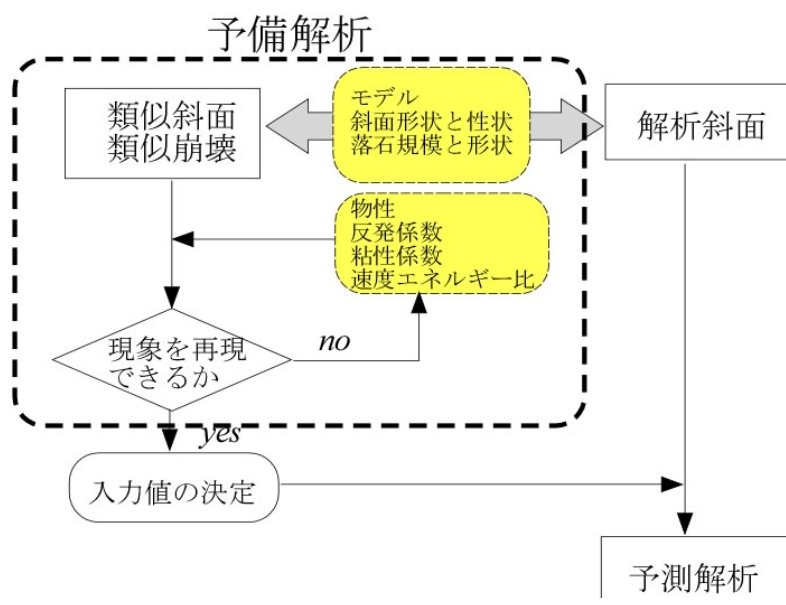 予備解析
類似斜面
類似崩壊
モデル
斜面形状と性状
落石規模と形状
解析斜面
物性
反発係数
粘性係数
速度エネルギー比
現象を再現
できるか
no
yes
入力値の決定
予測解析